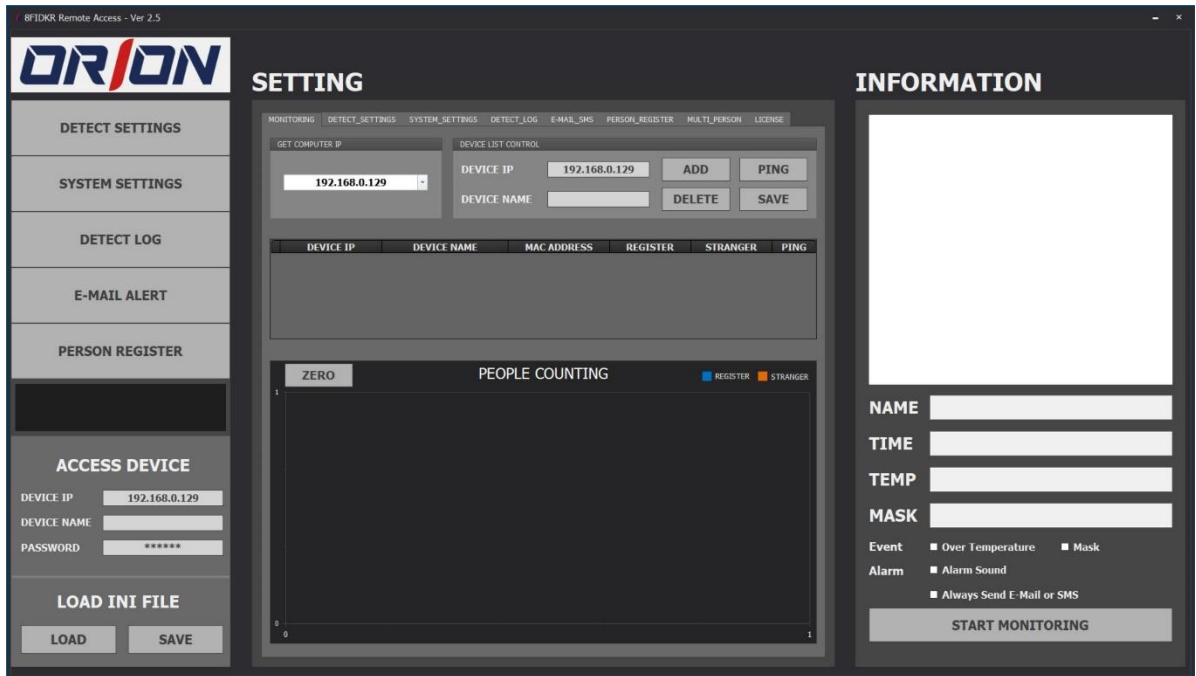 8FIDKR Remote Access - Ver 2.5
ORION
DETECT SETTINGS
SYSTEM SETTINGS
DETECT LOG
E-MAIL ALERT
PERSON REGISTER
ACCESS DEVICE
DEVICE IP 192.168.0.129
DEVICE NAME
PASSWORD ******
LOAD INI FILE
LOAD SAVE
SETTING
MONITORING DETECT_SETTINGS SYSTEM_SETTINGS DETECT_LOG E-MAIL_SMS PERSON_REGISTER MULTI_PERSON LICENSE
GET COMPUTER IP
192.168.0.129
DEVICE LIST CONTROL
DEVICE IP 192.168.0.129 ADD PING
DEVICE NAME DELETE SAVE
DEVICE IP DEVICE NAME MAC ADDRESS REGISTER STRANGER PING
ZERO PEOPLE COUNTING REGISTER STRANGER
1
0
0 1
INFORMATION
NAME
TIME
TEMP
MASK
Event Over Temperature Mask
Alarm Alarm Sound
Always Send E-Mail or SMS
START MONITORING